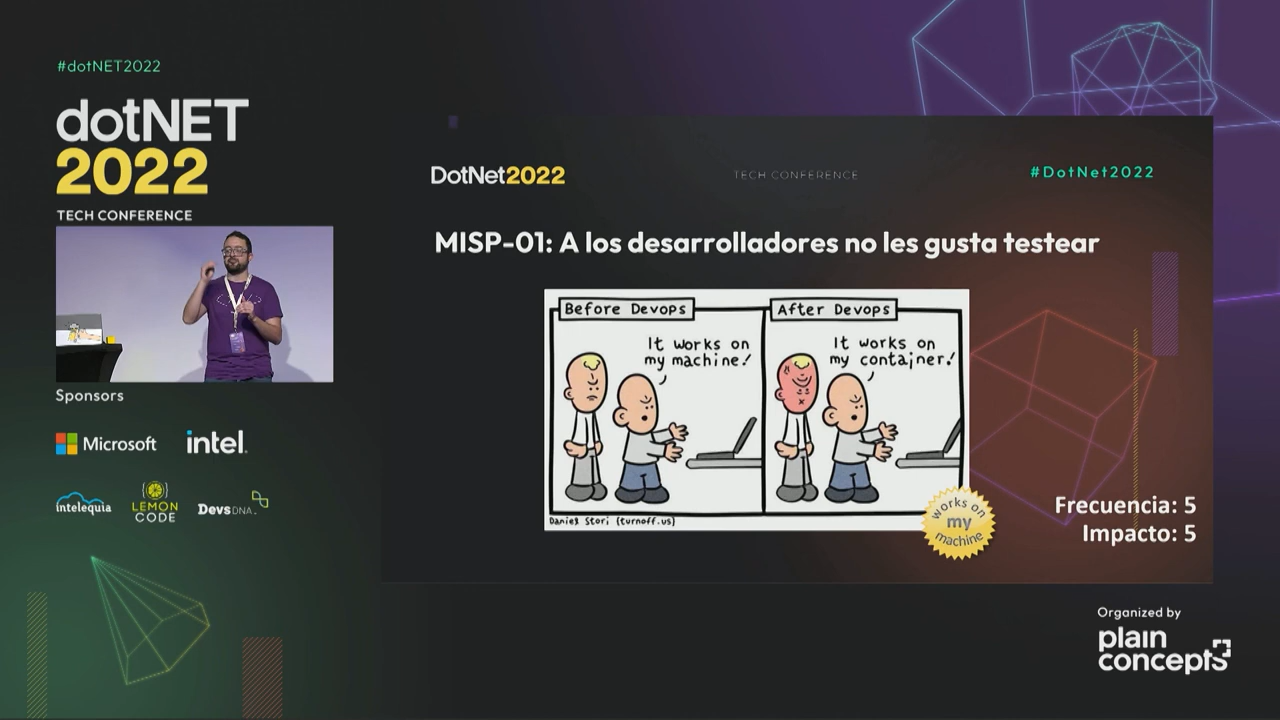 #dotNET2022
dotNET
2022
TECH CONFERENCE
Sponsors
Microsoft
intel.
intelequia
LEMON
CODE
DevsDNA
DotNet2022
TECH CONFERENCE
#DotNet2022
MISP-01: A los desarrolladores no les gusta testear
Before Devops
It works on
my machine!
After Devops
It works on
my container!
Daniel Stori {turnoff.us}
works on
my
machine
Frecuencia: 5
Impacto: 5
Organized by
plain
concepts